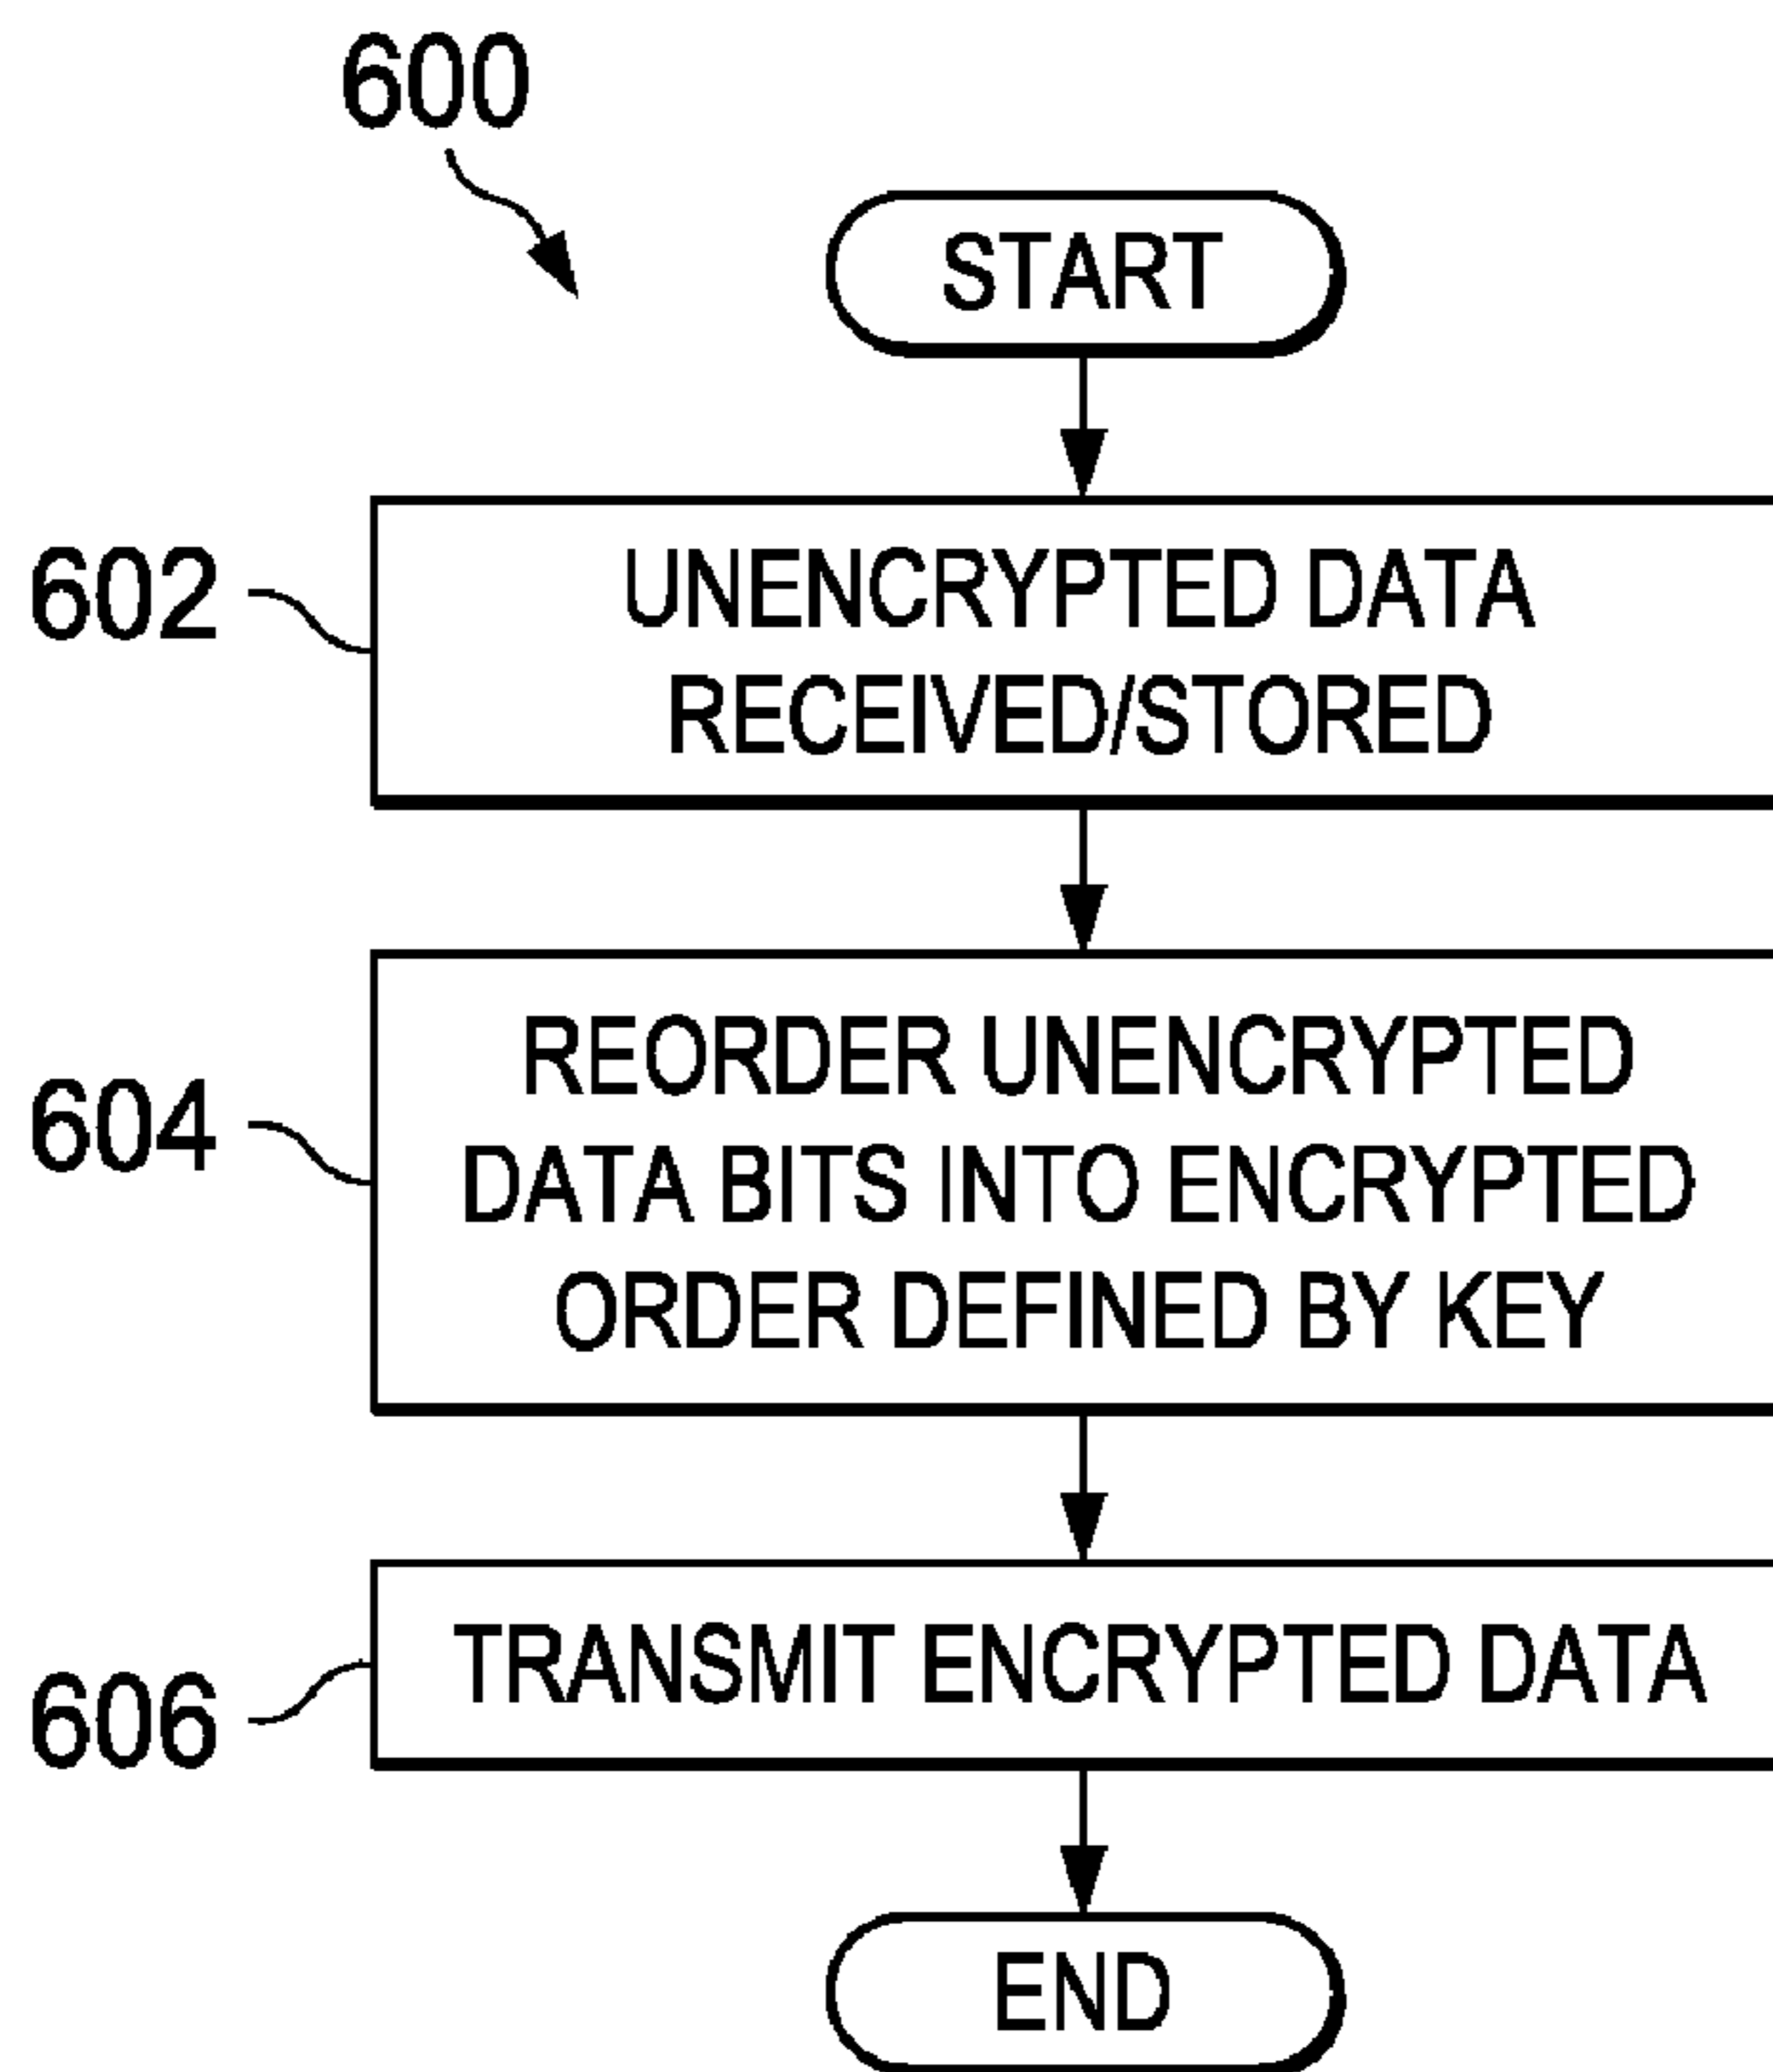 600
START
602
UNENCRYPTED DATA
RECEIVED/STORED
604
REORDER UNENCRYPTED
DATA BITS INTO ENCRYPTED
ORDER DEFINED BY KEY
606
TRANSMIT ENCRYPTED DATA
END